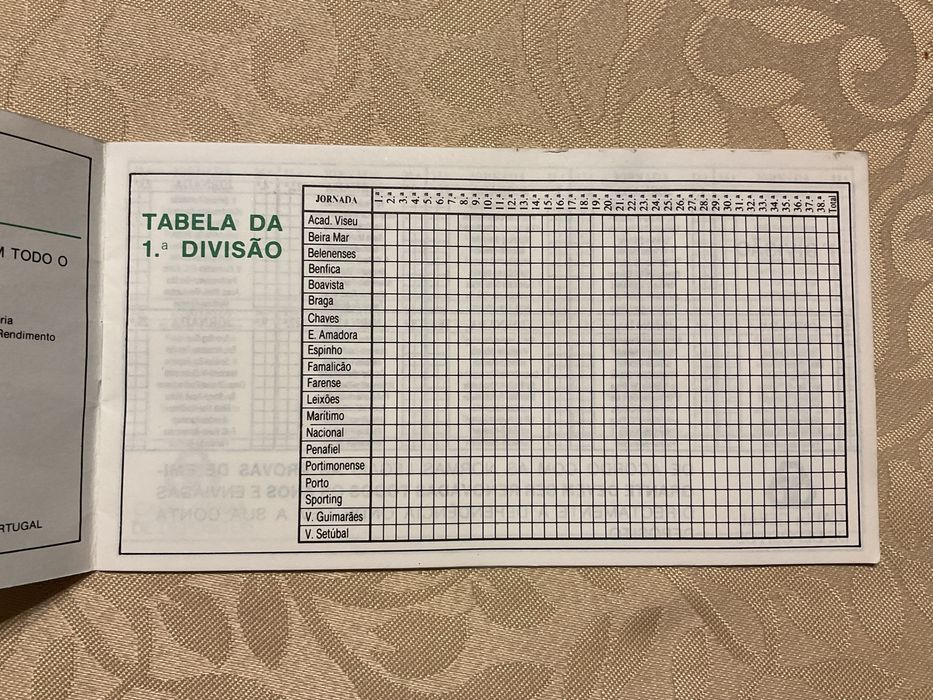 M TODO O
ria
Rendimento
RTUGAL
TABELA DA
1.ª DIVISÃO
JORNADA 1.ª 2.ª 3.ª 4.ª 5.ª 6.ª 7.ª 8.ª 9.ª 10.ª 11.ª 12.ª 13.ª 14.ª 15.ª 16.ª 17.ª 18.ª 19.ª 20.ª 21.ª 22.ª 23.ª 24.ª 25.ª 26.ª 27.ª 28.ª 29.ª 30.ª 31.ª 32.ª 33.ª 34.ª 35.ª 36.ª 37.ª 38.ª Total
Acad. Viseu
Beira Mar
Belenenses
Benfica
Boavista
Braga
Chaves
E. Amadora
Espinho
Famalicão
Farense
Leixões
Marítimo
Nacional
Penafiel
Portimonense
Porto
Sporting
V. Guimarães
V. Setúbal